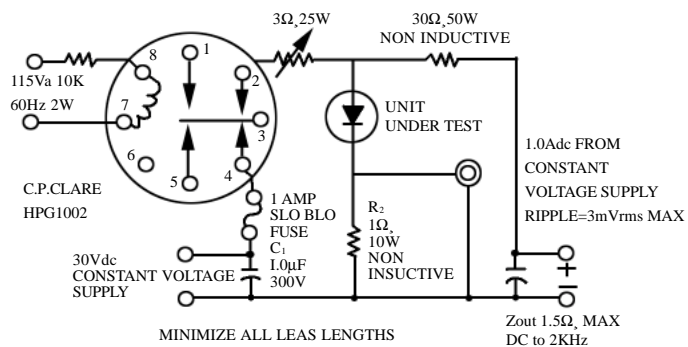 3Ω,25W
30Ω,50W
NON INDUCTIVE
1
8
2
115Va 10K
60Hz 2W
7
3
6
5
4
UNIT
UNDER TEST
1.0Adc FROM
CONSTANT
VOLTAGE SUPPLY
RIPPLE=3mVrms MAX
C.P.CLARE
HPG1002
1 AMP
SLO BLO
FUSE
C1
I.0μF
300V
R2
1Ω,
10W
NON
INSUCTIVE
30Vdc
CONSTANT VOLTAGE
SUPPLY
+
–
MINIMIZE ALL LEAS LENGTHS
Zout 1.5Ω, MAX
DC to 2KHz